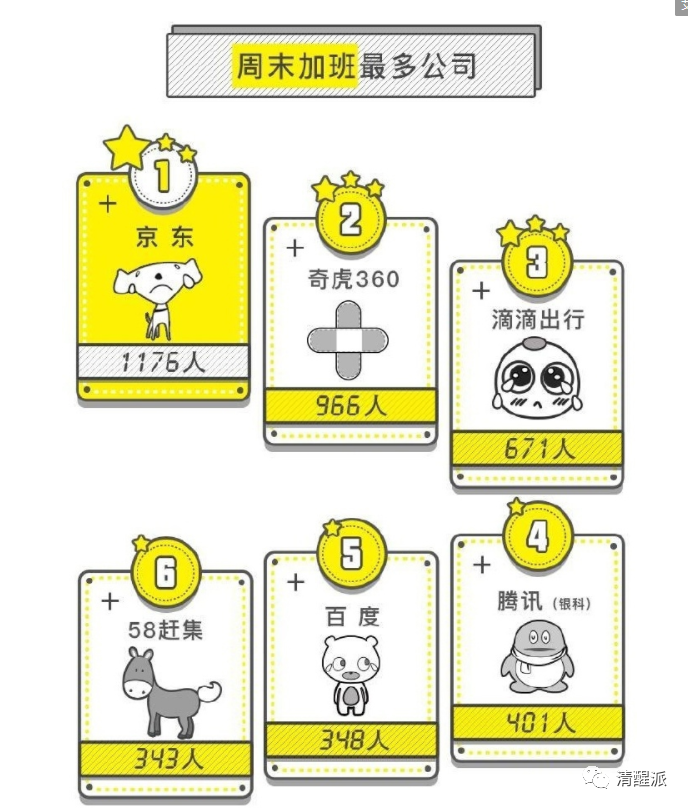 周末加班最多公司
1
京东
1176人
2
奇虎360
966人
3
滴滴出行
671人
4
腾讯（银科）
401人
5
百度
348人
6
58赶集
343人
清醒派